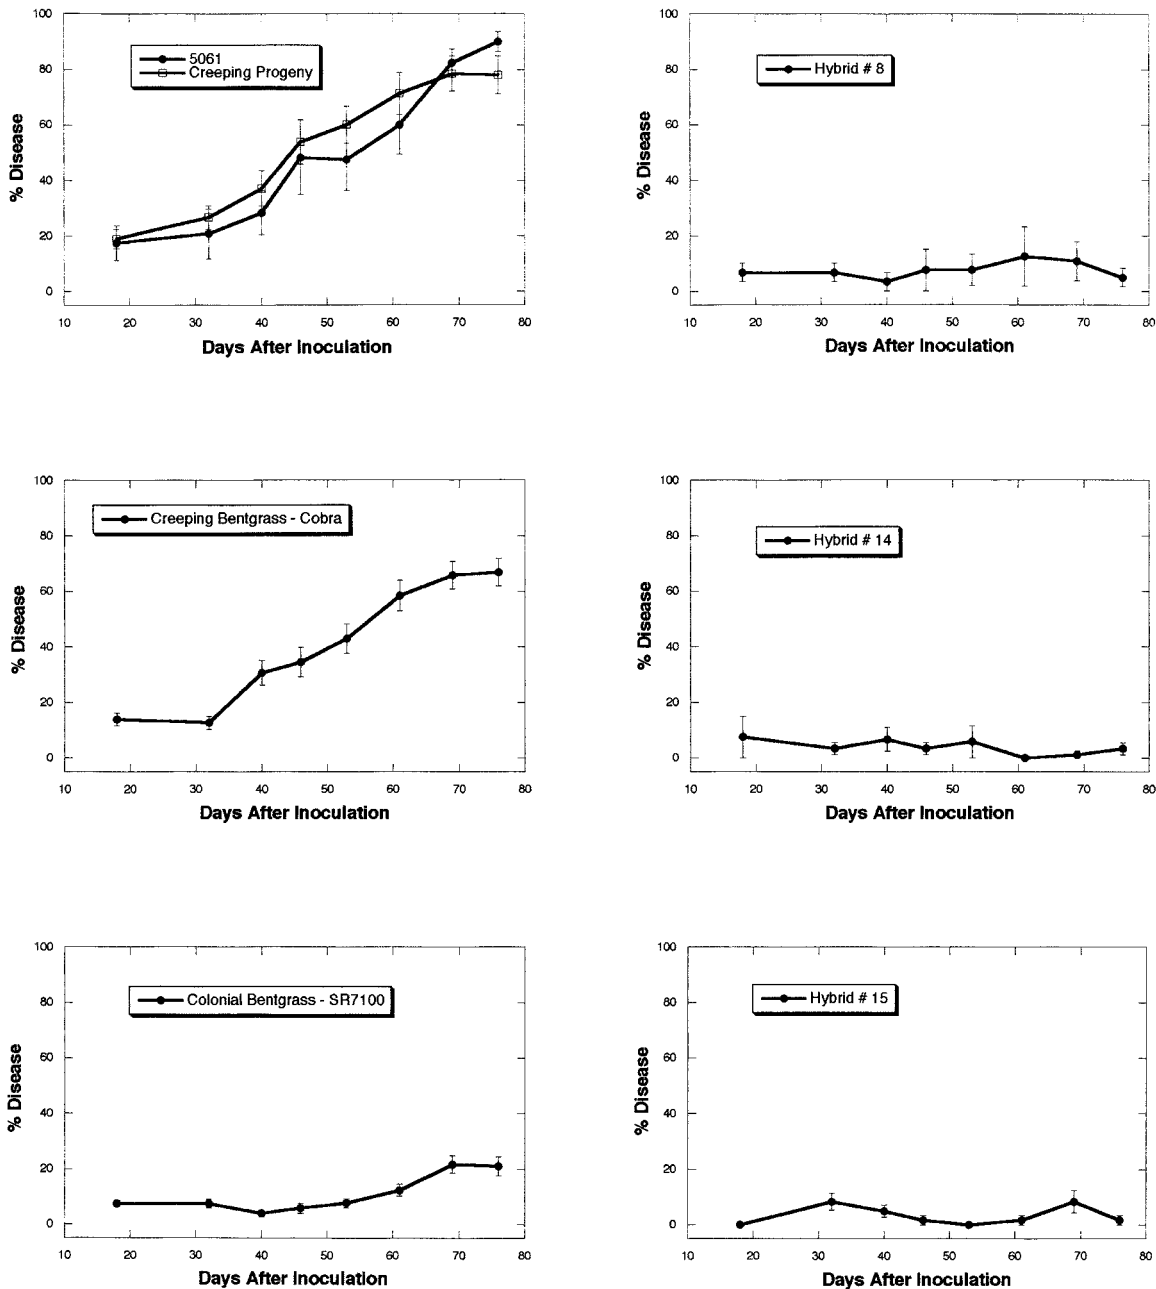 100
80
60
40
20
0
% Disease
5061
Creeping Progeny
10 20 30 40 50 60 70 80
Days After Inoculation
100
80
60
40
20
0
% Disease
Hybrid # 8
10 20 30 40 50 60 70 80
Days After Inoculation
100
80
60
40
20
0
% Disease
Creeping Bentgrass - Cobra
10 20 30 40 50 60 70 80
Days After Inoculation
100
80
60
40
20
0
% Disease
Hybrid # 14
10 20 30 40 50 60 70 80
Days After Inoculation
100
80
60
40
20
0
% Disease
Colonial Bentgrass - SR7100
10 20 30 40 50 60 70 80
Days After Inoculation
100
80
60
40
20
0
% Disease
Hybrid # 15
10 20 30 40 50 60 70 80
Days After Inoculation